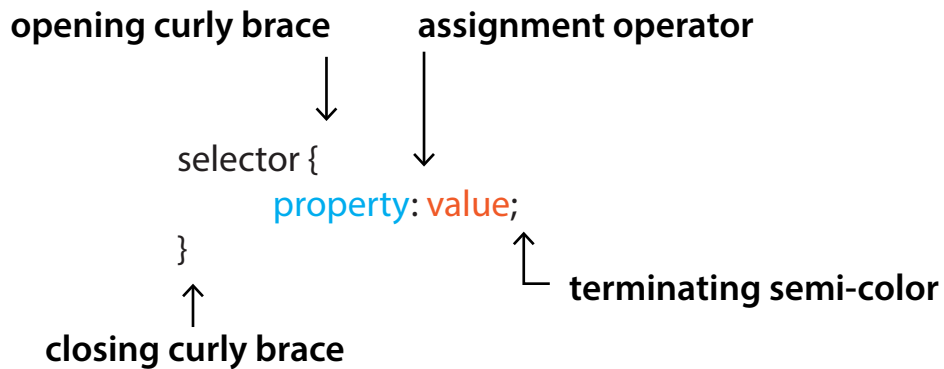 opening curly brace
assignment operator
selector {
property: value;
}
terminating semi-color
closing curly brace